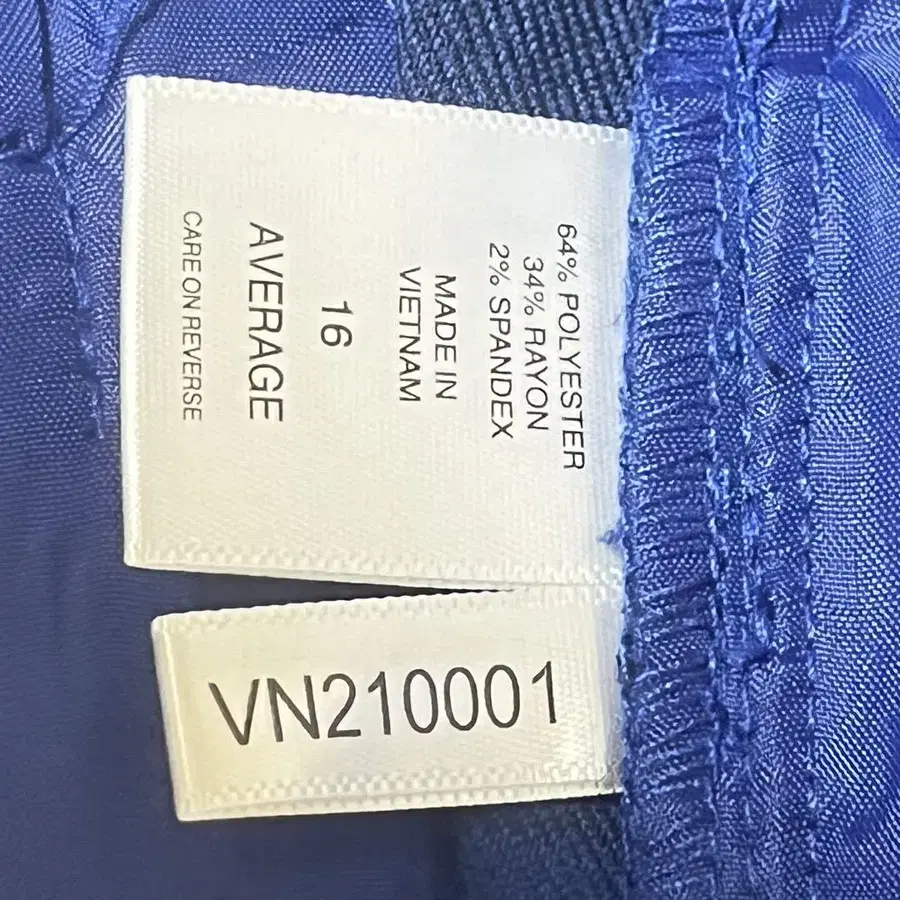 64% POLYESTER
34% RAYON
2% SPANDEX
MADE IN
VIETNAM
16
AVERAGE
CARE ON REVERSE
VN210001